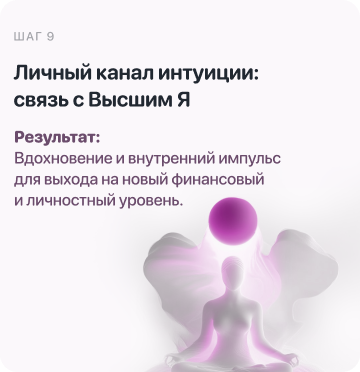 ШАГ 9
Личный канал интуиции:
связь с Высшим Я
Результат:
Вдохновение и внутренний импульс
для выхода на новый финансовый
и личностный уровень.